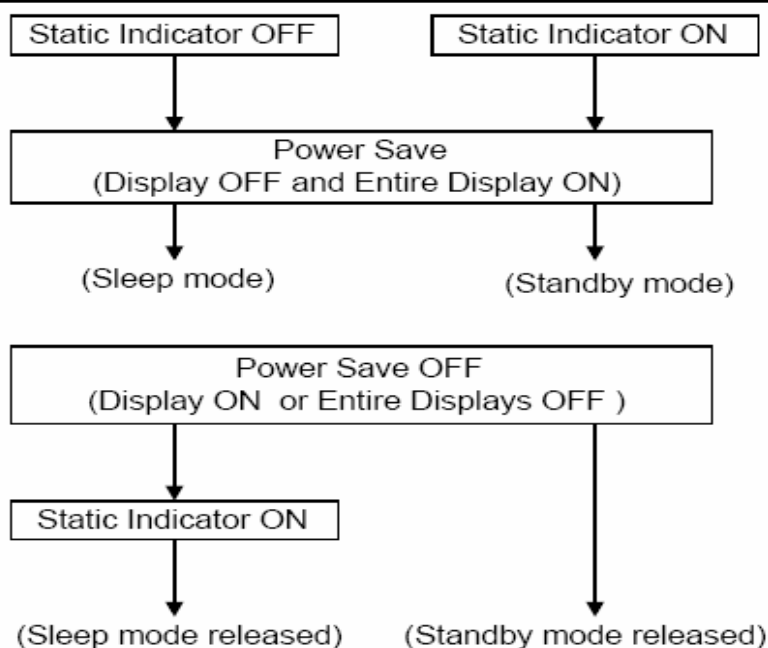 Static Indicator OFF
Static Indicator ON
Power Save
(Display OFF and Entire Display ON)
(Sleep mode)
(Standby mode)
Power Save OFF
(Display ON or Entire Displays OFF )
Static Indicator ON
(Sleep mode released)
(Standby mode released)